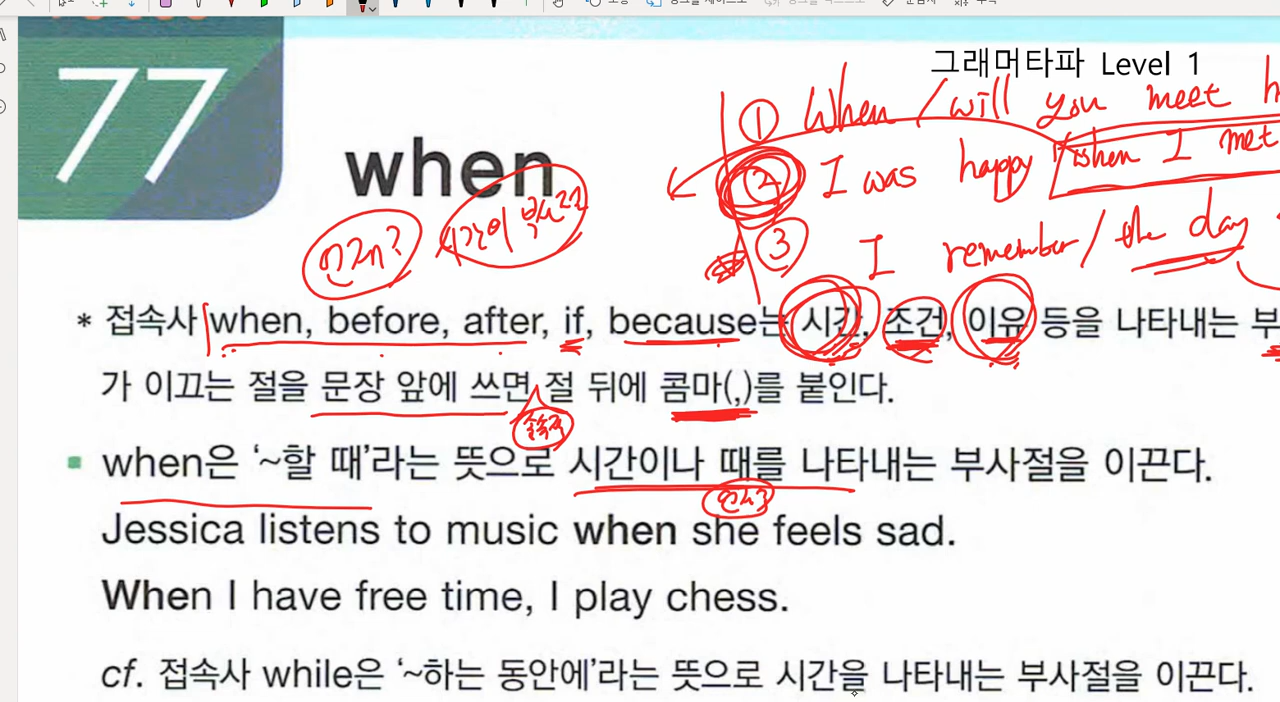 그래머타파 Level 1
77
when
① When / will you meet h
② I was happy / when I met
③ I remember / the day
언제?
* 접속사 when, before, after, if, because는 시간, 조건, 이유 등을 나타내는 부
가 이끄는 절을 문장 앞에 쓰면 절 뒤에 콤마(,)를 붙인다.
종속절
when은 ‘~할 때’라는 뜻으로 시간이나 때를 나타내는 부사절을 이끈다.
Jessica listens to music when she feels sad.
When I have free time, I play chess.
cf. 접속사 while은 ‘~하는 동안에’라는 뜻으로 시간을 나타내는 부사절을 이끈다.